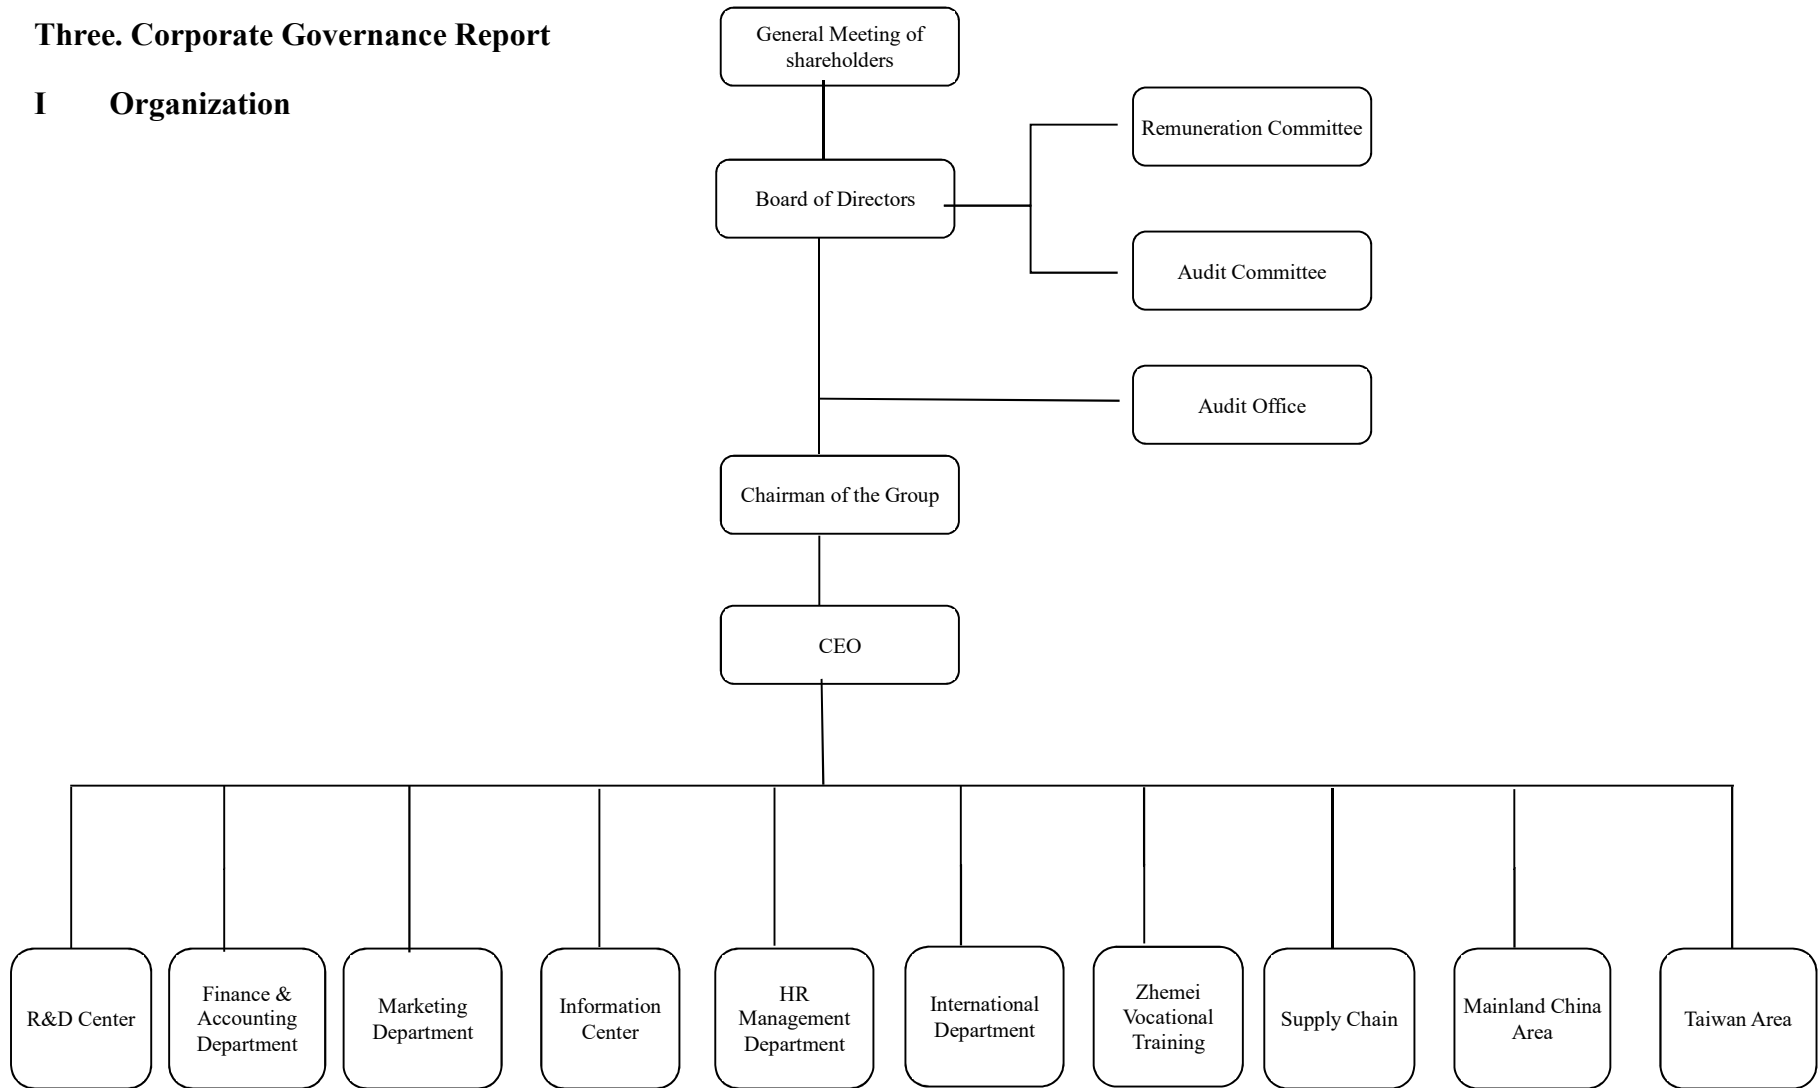 Three. Corporate Governance Report
I Organization
General Meeting of
shareholders
Remuneration Committee
Board of Directors
Audit Committee
Audit Office
Chairman of the Group
CEO
R&D Center
Finance &
Accounting
Department
Marketing
Department
Information
Center
HR
Management
Department
International
Department
Zhemei
Vocational
Training
Supply Chain
Mainland China
Area
Taiwan Area